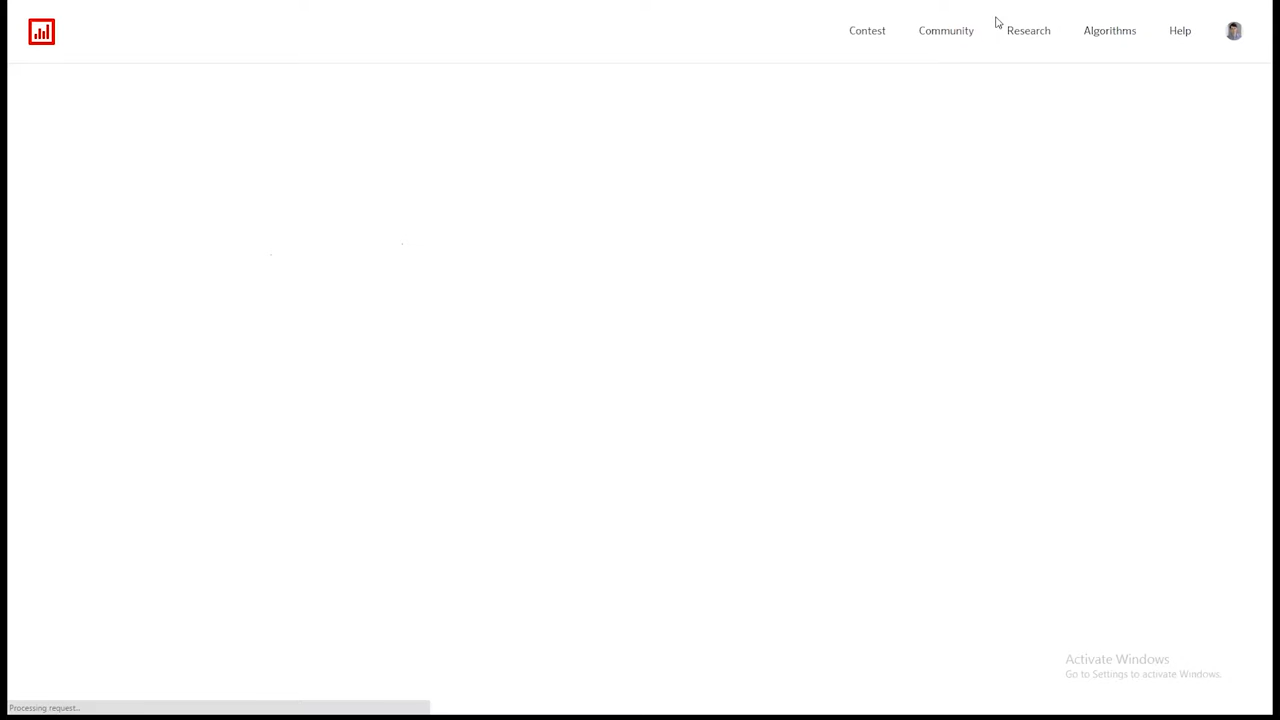 Contest
Community
Research
Algorithms
Help
Activate Windows
Go to Settings to activate Windows.
Processing request...